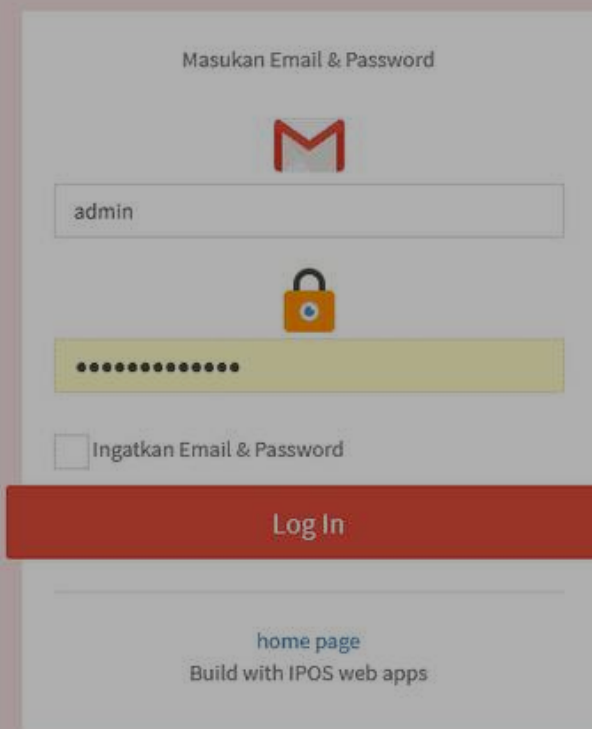 Masukan Email & Password
admin
•••••••••••••
Ingatkan Email & Password
Log In
home page
Build with IPOS web apps